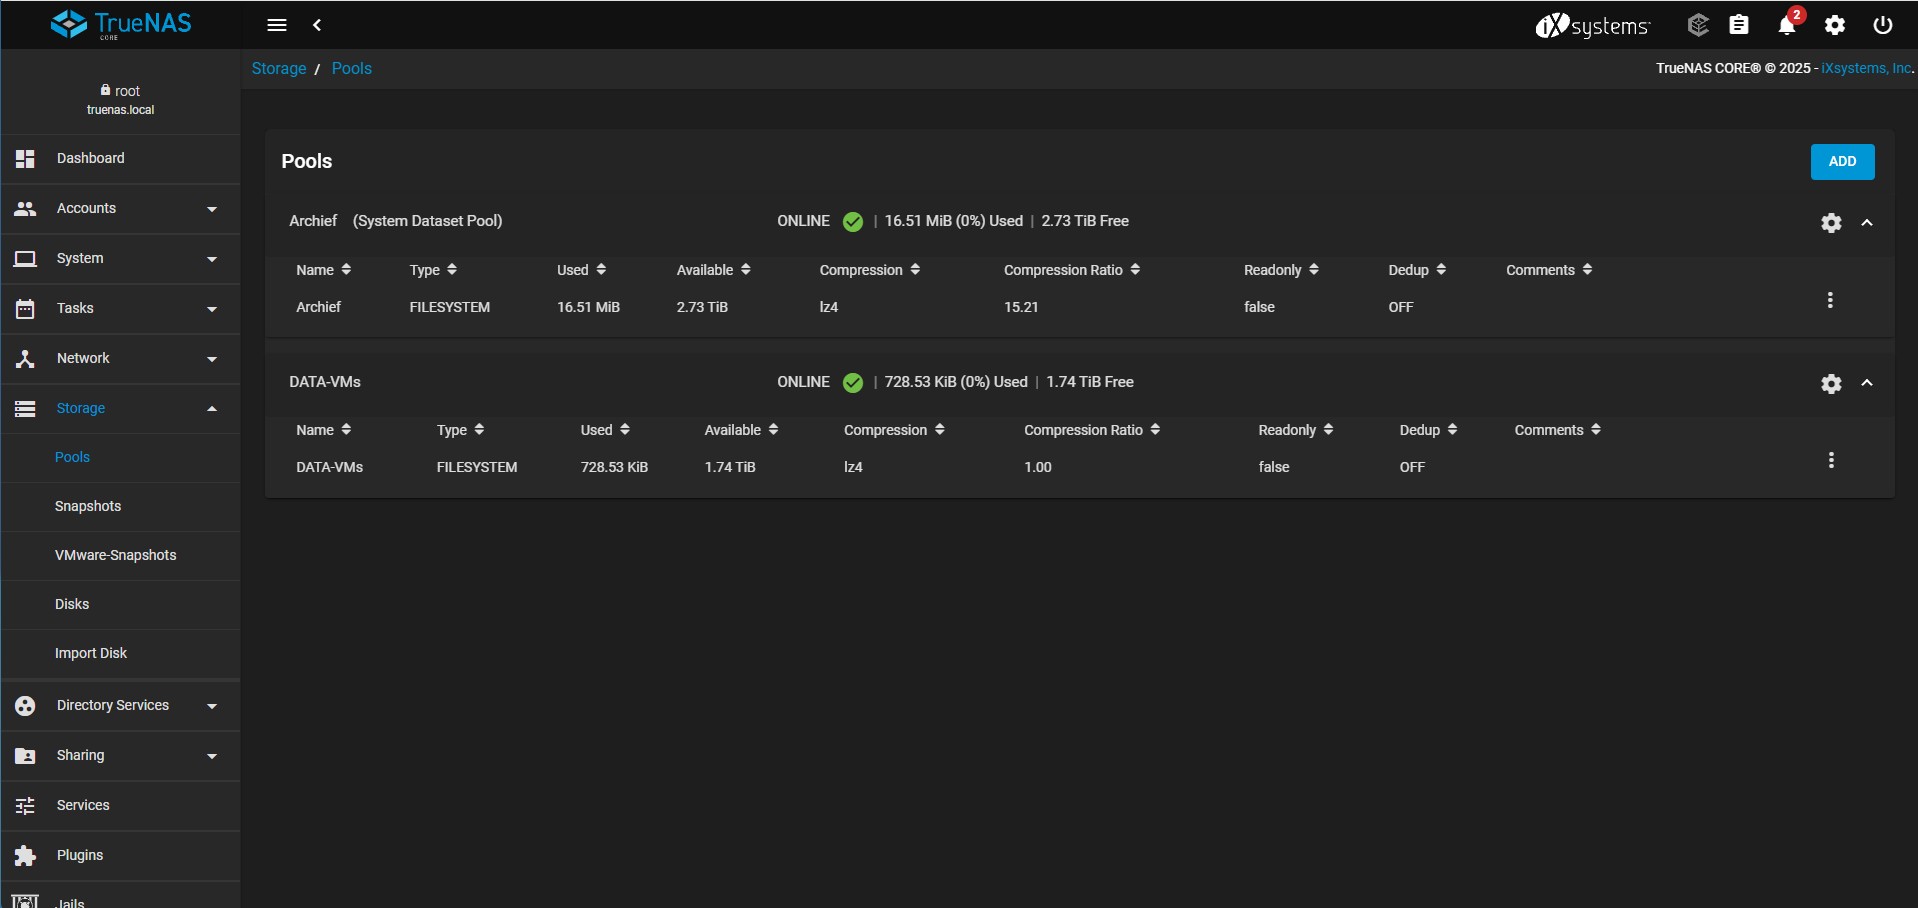 TrueNAS
CORE
iXsystems
2
Storage / Pools
TrueNAS CORE® © 2025 - iXsystems, Inc.
root
truenas.local
Dashboard
Accounts
System
Tasks
Network
Storage
Pools
Snapshots
VMware-Snapshots
Disks
Import Disk
Directory Services
Sharing
Services
Plugins
Jails
Pools
ADD
Archief (System Dataset Pool) ONLINE | 16.51 MiB (0%) Used | 2.73 TiB Free
Name Type Used Available Compression Compression Ratio Readonly Dedup Comments
Archief FILESYSTEM 16.51 MiB 2.73 TiB lz4 15.21 false OFF
DATA-VMs ONLINE | 728.53 KiB (0%) Used | 1.74 TiB Free
Name Type Used Available Compression Compression Ratio Readonly Dedup Comments
DATA-VMs FILESYSTEM 728.53 KiB 1.74 TiB lz4 1.00 false OFF